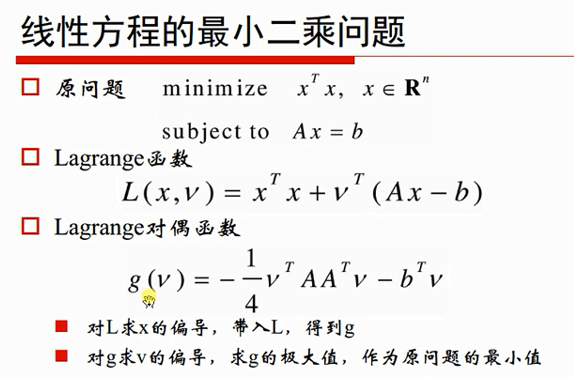 线性方程的最小二乘问题
原问题 minimize x^T x, x ∈ R^n
subject to Ax = b
Lagrange函数
L(x,ν) = x^T x + ν^T (Ax − b)
Lagrange对偶函数
g(ν) = −1/4 ν^T AA^T ν − b^T ν
对L求x的偏导，带入L，得到g
对g求v的偏导，求g的极大值，作为原问题的最小值